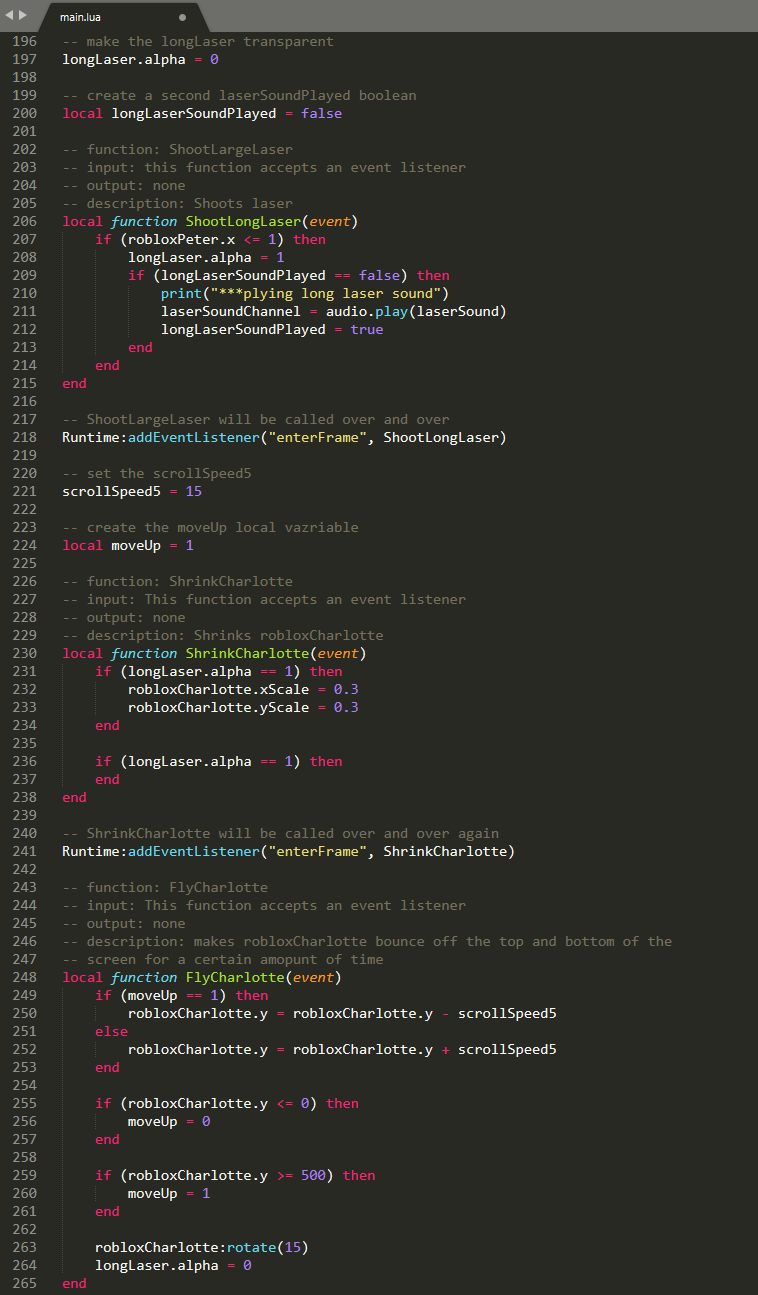 main.lua
196 -- make the longLaser transparent
197 longLaser.alpha = 0
198
199 -- create a second laserSoundPlayed boolean
200 local longLaserSoundPlayed = false
201
202 -- function: ShootLargeLaser
203 -- input: this function accepts an event listener
204 -- output: none
205 -- description: Shoots laser
206 local function ShootLongLaser(event)
207     if (robloxPeter.x <= 1) then
208         longLaser.alpha = 1
209         if (longLaserSoundPlayed == false) then
210             print("***plying long laser sound")
211             laserSoundChannel = audio.play(laserSound)
212             longLaserSoundPlayed = true
213         end
214     end
215 end
216
217 -- ShootLargeLaser will be called over and over
218 Runtime:addEventListener("enterFrame", ShootLongLaser)
219
220 -- set the scrollSpeed5
221 scrollSpeed5 = 15
222
223 -- create the moveUp local vazriable
224 local moveUp = 1
225
226 -- function: ShrinkCharlotte
227 -- input: This function accepts an event listener
228 -- output: none
229 -- description: Shrinks robloxCharlotte
230 local function ShrinkCharlotte(event)
231     if (longLaser.alpha == 1) then
232         robloxCharlotte.xScale = 0.3
233         robloxCharlotte.yScale = 0.3
234     end
235
236     if (longLaser.alpha == 1) then
237     end
238 end
239
240 -- ShrinkCharlotte will be called over and over again
241 Runtime:addEventListener("enterFrame", ShrinkCharlotte)
242
243 -- function: FlyCharlotte
244 -- input: This function accepts an event listener
245 -- output: none
246 -- description: makes robloxCharlotte bounce off the top and bottom of the
247 -- screen for a certain amopunt of time
248 local function FlyCharlotte(event)
249     if (moveUp == 1) then
250         robloxCharlotte.y = robloxCharlotte.y - scrollSpeed5
251     else
252         robloxCharlotte.y = robloxCharlotte.y + scrollSpeed5
253     end
254
255     if (robloxCharlotte.y <= 0) then
256         moveUp = 0
257     end
258
259     if (robloxCharlotte.y >= 500) then
260         moveUp = 1
261     end
262
263     robloxCharlotte:rotate(15)
264     longLaser.alpha = 0
265 end